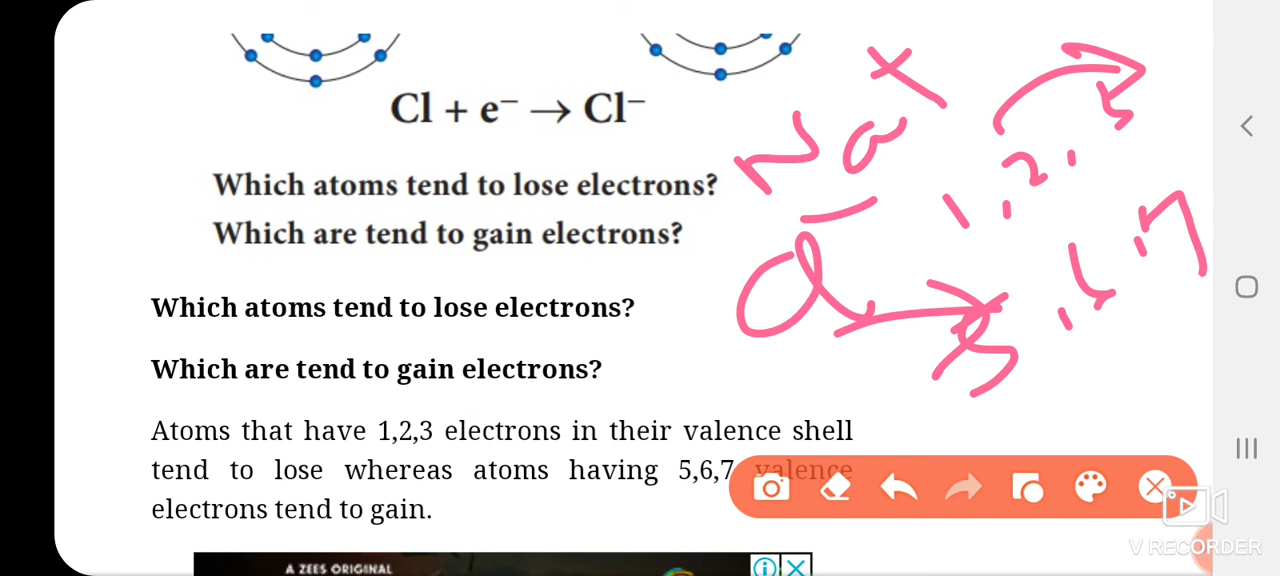 Cl + e⁻ → Cl⁻
Which atoms tend to lose electrons?
Which are tend to gain electrons?
Which atoms tend to lose electrons?
Which are tend to gain electrons?
Atoms that have 1,2,3 electrons in their valence shell
tend to lose whereas atoms having 5,6,7 valence
electrons tend to gain.
A ZEE5 ORIGINAL
Na +
1, 2,
Cl
5, 6, 7
V RECORDER